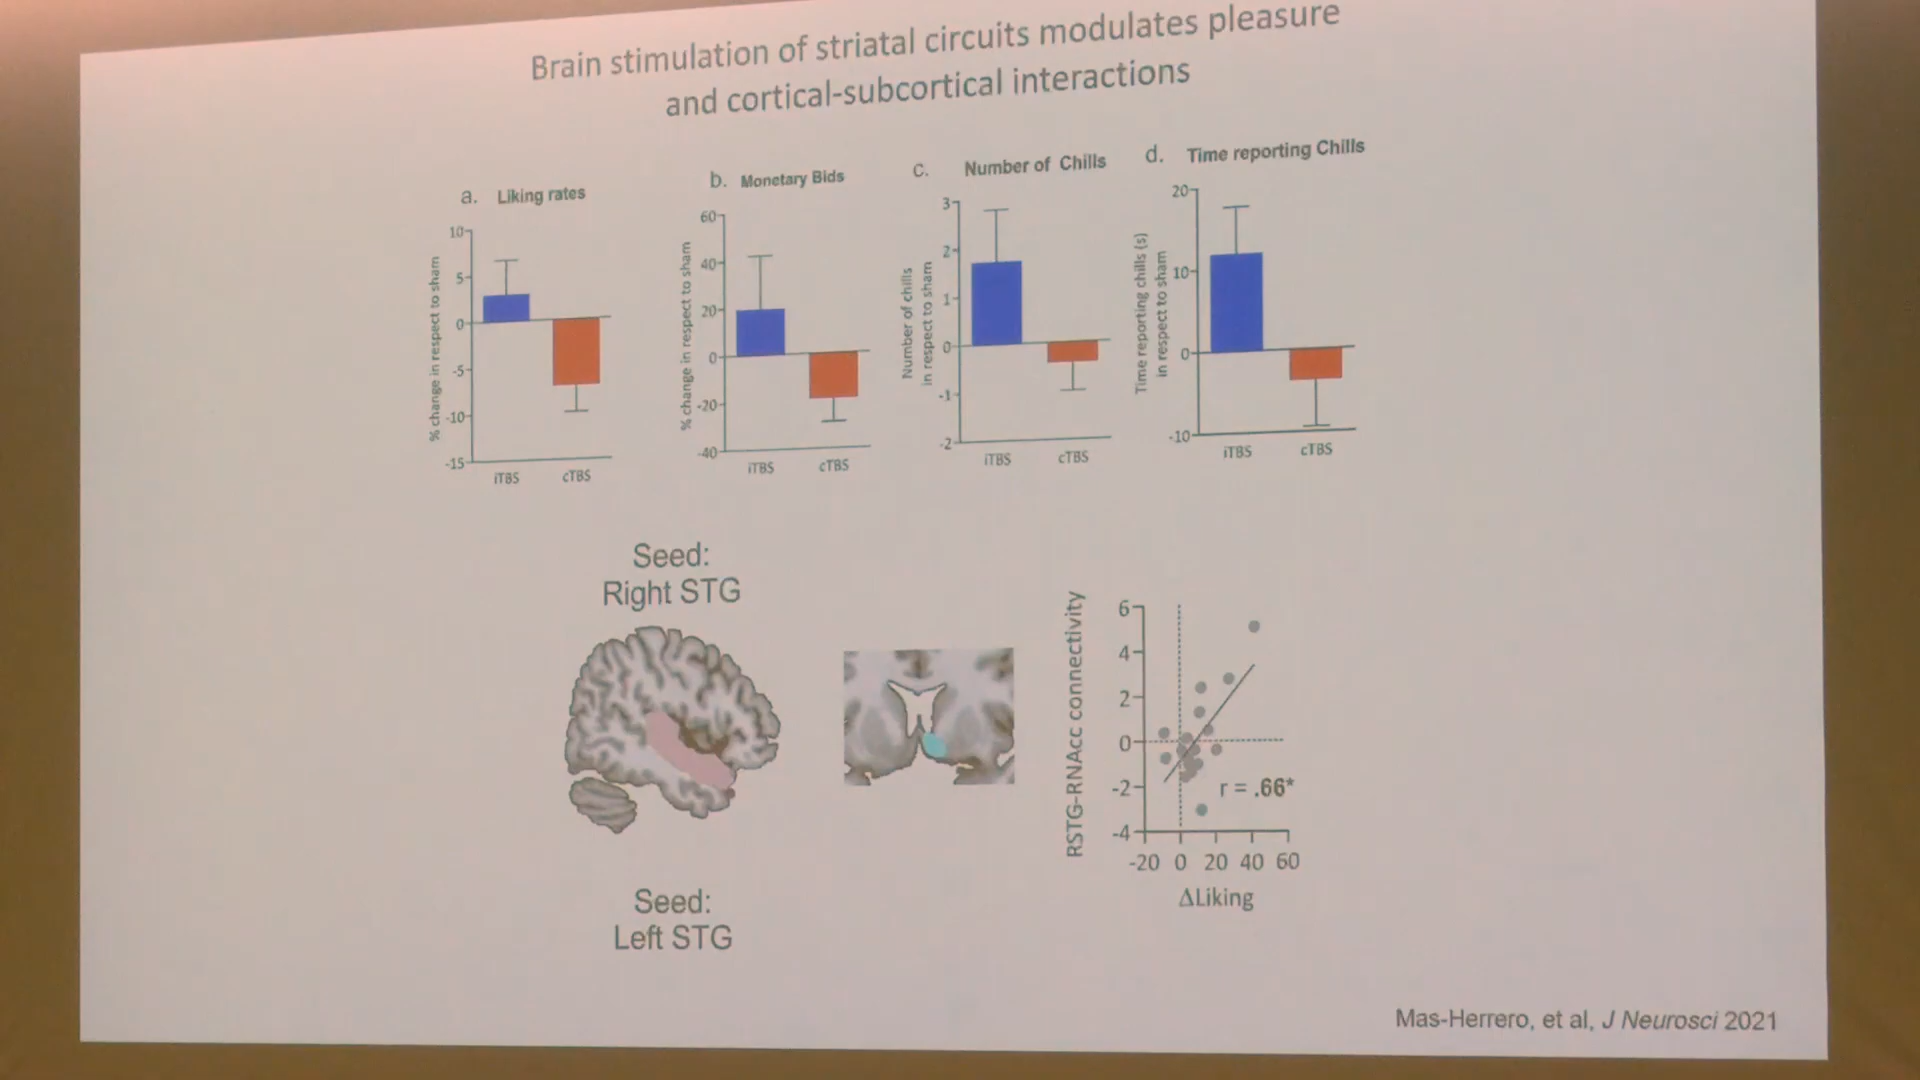 Brain stimulation of striatal circuits modulates pleasure
and cortical-subcortical interactions
a. Liking rates
% change in respect to sham
10
5
0
-5
-10
-15
iTBS cTBS
b. Monetary Bids
% change in respect to sham
60
40
20
0
-20
-40
iTBS cTBS
c. Number of Chills
Number of chills
in respect to sham
3
2
1
0
-1
-2
iTBS cTBS
d. Time reporting Chills
Time reporting chills (s)
in respect to sham
20
10
0
-10
iTBS cTBS
Seed:
Right STG
RSTG-RNAcc connectivity
6
4
2
0
-2
-4
r = .66*
-20 0 20 40 60
ΔLiking
Seed:
Left STG
Mas-Herrero, et al, J Neurosci 2021